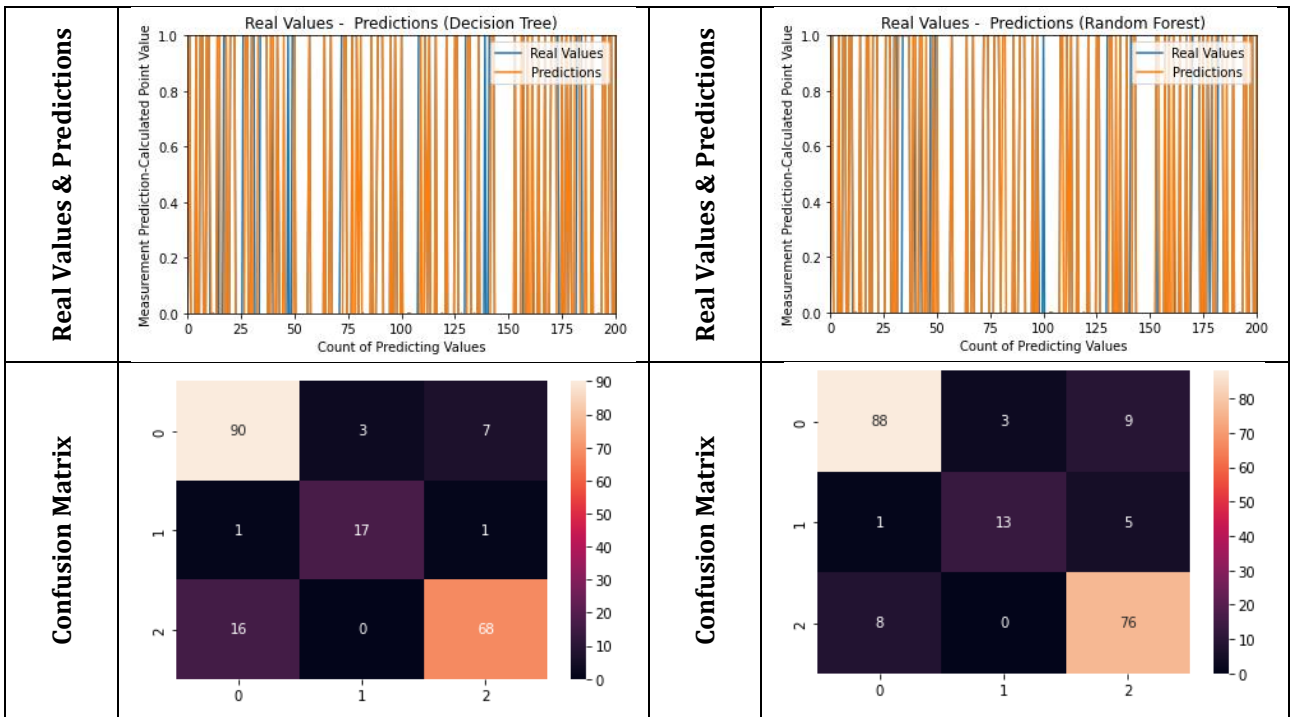 Real Values & Predictions
Real Values -  Predictions (Decision Tree)
Measurement Prediction-Calculated Point Value
1.0
0.8
0.6
0.4
0.2
0.0
Real Values
Predictions
0 25 50 75 100 125 150 175 200
Count of Predicting Values
Real Values & Predictions
Real Values -  Predictions (Random Forest)
Measurement Prediction-Calculated Point Value
1.0
0.8
0.6
0.4
0.2
0.0
Real Values
Predictions
0 25 50 75 100 125 150 175 200
Count of Predicting Values
Confusion Matrix
0 90 3 7
1 1 17 1
2 16 0 68
0 1 2
90
80
70
60
50
40
30
20
10
0
Confusion Matrix
0 88 3 9
1 1 13 5
2 8 0 76
0 1 2
80
70
60
50
40
30
20
10
0